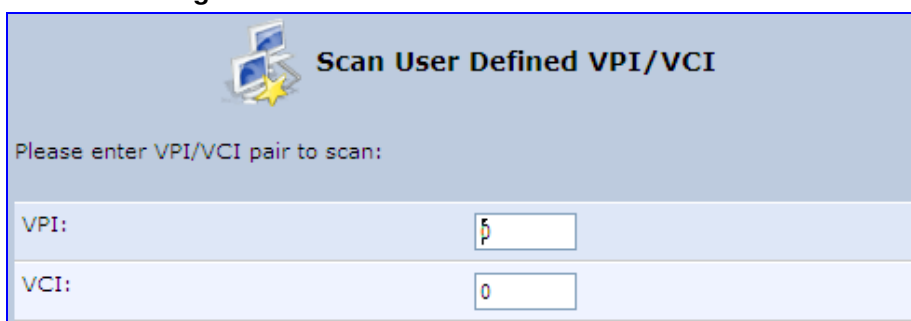 Scan User Defined VPI/VCI
Please enter VPI/VCI pair to scan:
VPI:
VCI:
0